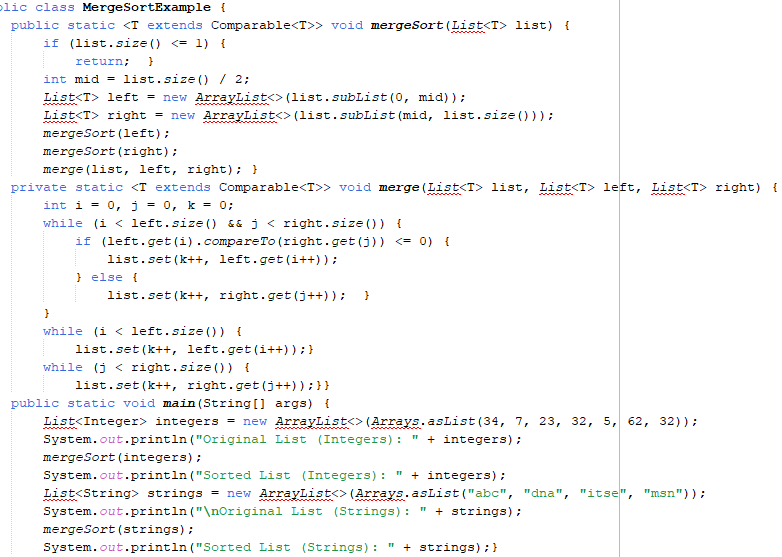 blic class MergeSortExample {
public static <T extends Comparable<T>> void mergeSort(List<T> list) {
if (list.size() <= 1) {
return;  }
int mid = list.size() / 2;
List<T> left = new ArrayList<>(list.subList(0, mid));
List<T> right = new ArrayList<>(list.subList(mid, list.size()));
mergeSort(left);
mergeSort(right);
merge(list, left, right); }
private static <T extends Comparable<T>> void merge(List<T> list, List<T> left, List<T> right) {
int i = 0, j = 0, k = 0;
while (i < left.size() && j < right.size()) {
if (left.get(i).compareTo(right.get(j)) <= 0) {
list.set(k++, left.get(i++));
} else {
list.set(k++, right.get(j++));  }
}
while (i < left.size()) {
list.set(k++, left.get(i++));}
while (j < right.size()) {
list.set(k++, right.get(j++));}}
public static void main(String[] args) {
List<Integer> integers = new ArrayList<>(Arrays.asList(34, 7, 23, 32, 5, 62, 32));
System.out.println("Original List (Integers): " + integers);
mergeSort(integers);
System.out.println("Sorted List (Integers): " + integers);
List<String> strings = new ArrayList<>(Arrays.asList("abc", "dna", "itse", "msn"));
System.out.println("\nOriginal List (Strings): " + strings);
mergeSort(strings);
System.out.println("Sorted List (Strings): " + strings);}